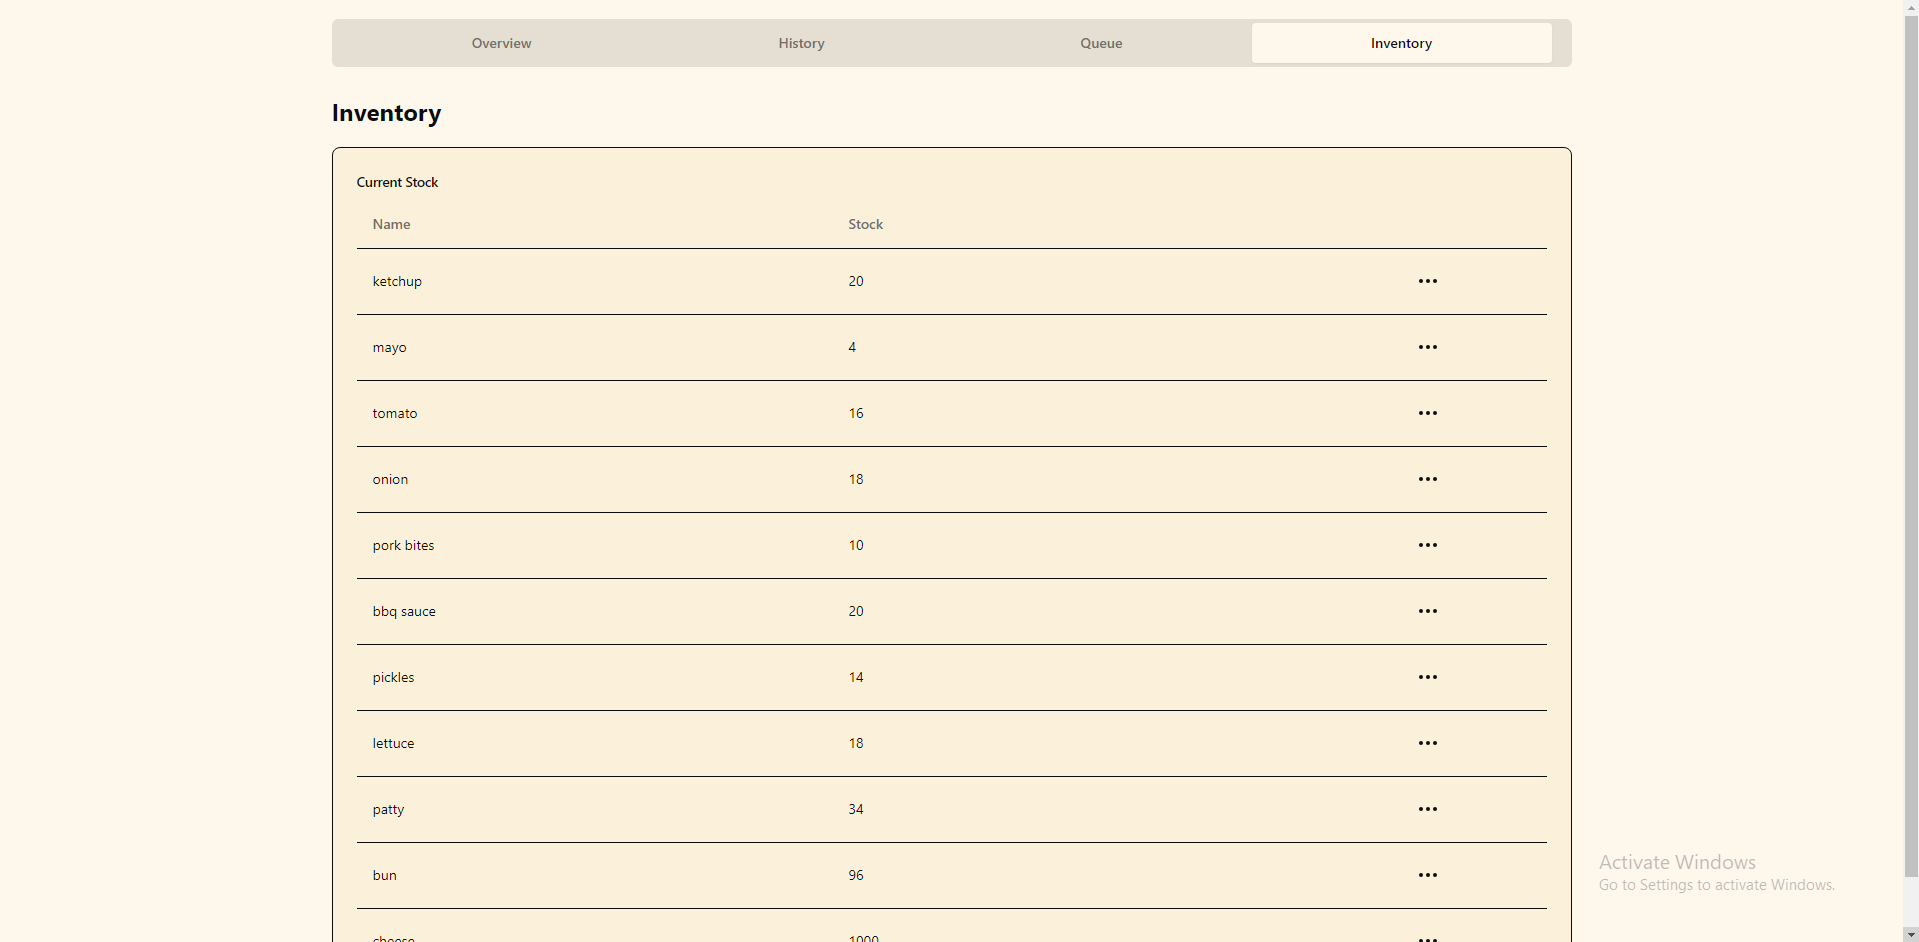 Overview History Queue Inventory
Inventory
Current Stock
Name Stock
ketchup 20
mayo 4
tomato 16
onion 18
pork bites 10
bbq sauce 20
pickles 14
lettuce 18
patty 34
bun 96
cheese 1000
Activate Windows
Go to Settings to activate Windows.